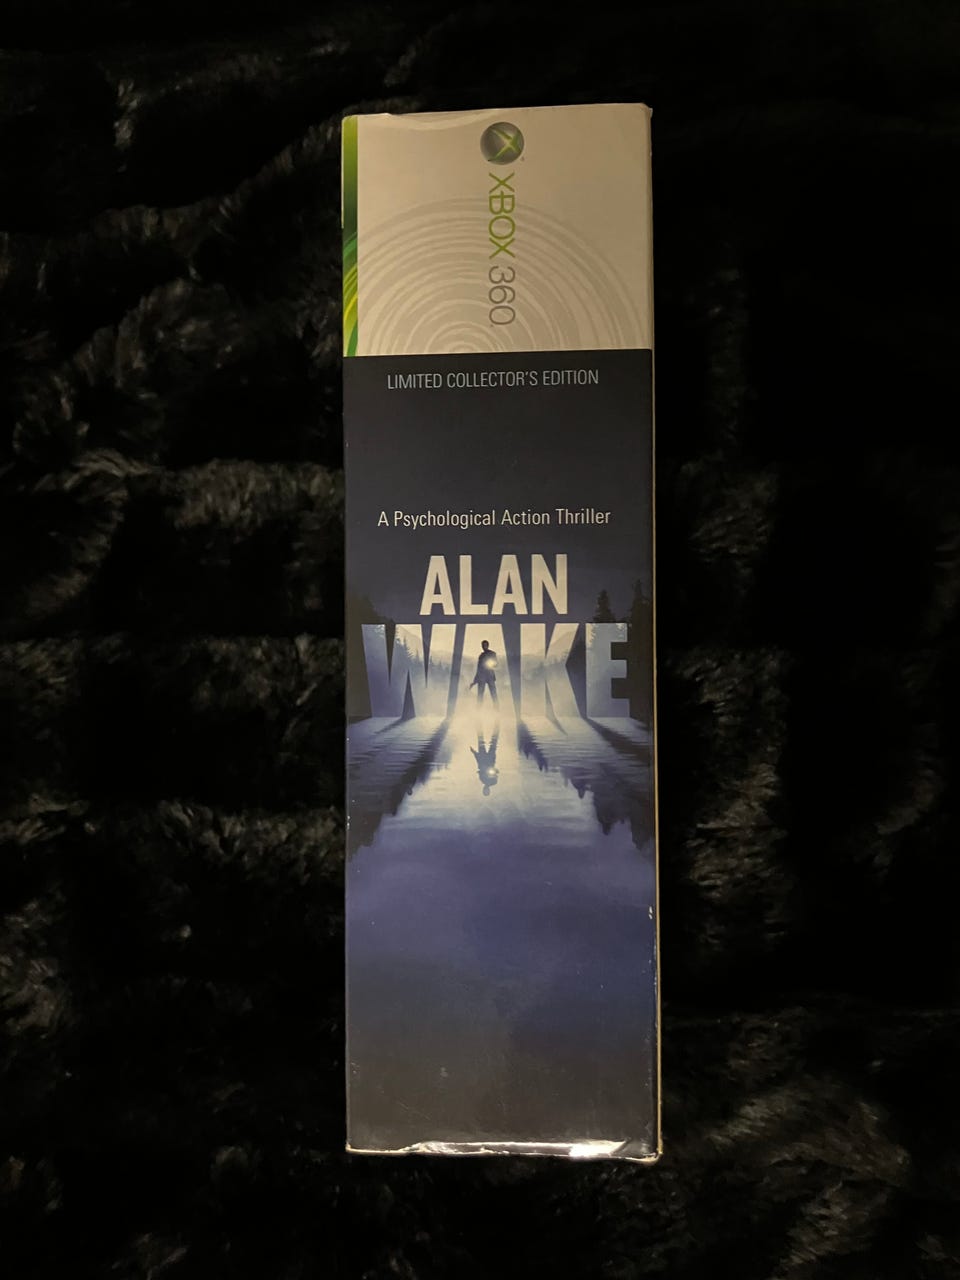 XBOX 360
LIMITED COLLECTOR'S EDITION
A Psychological Action Thriller
ALAN
WAKE